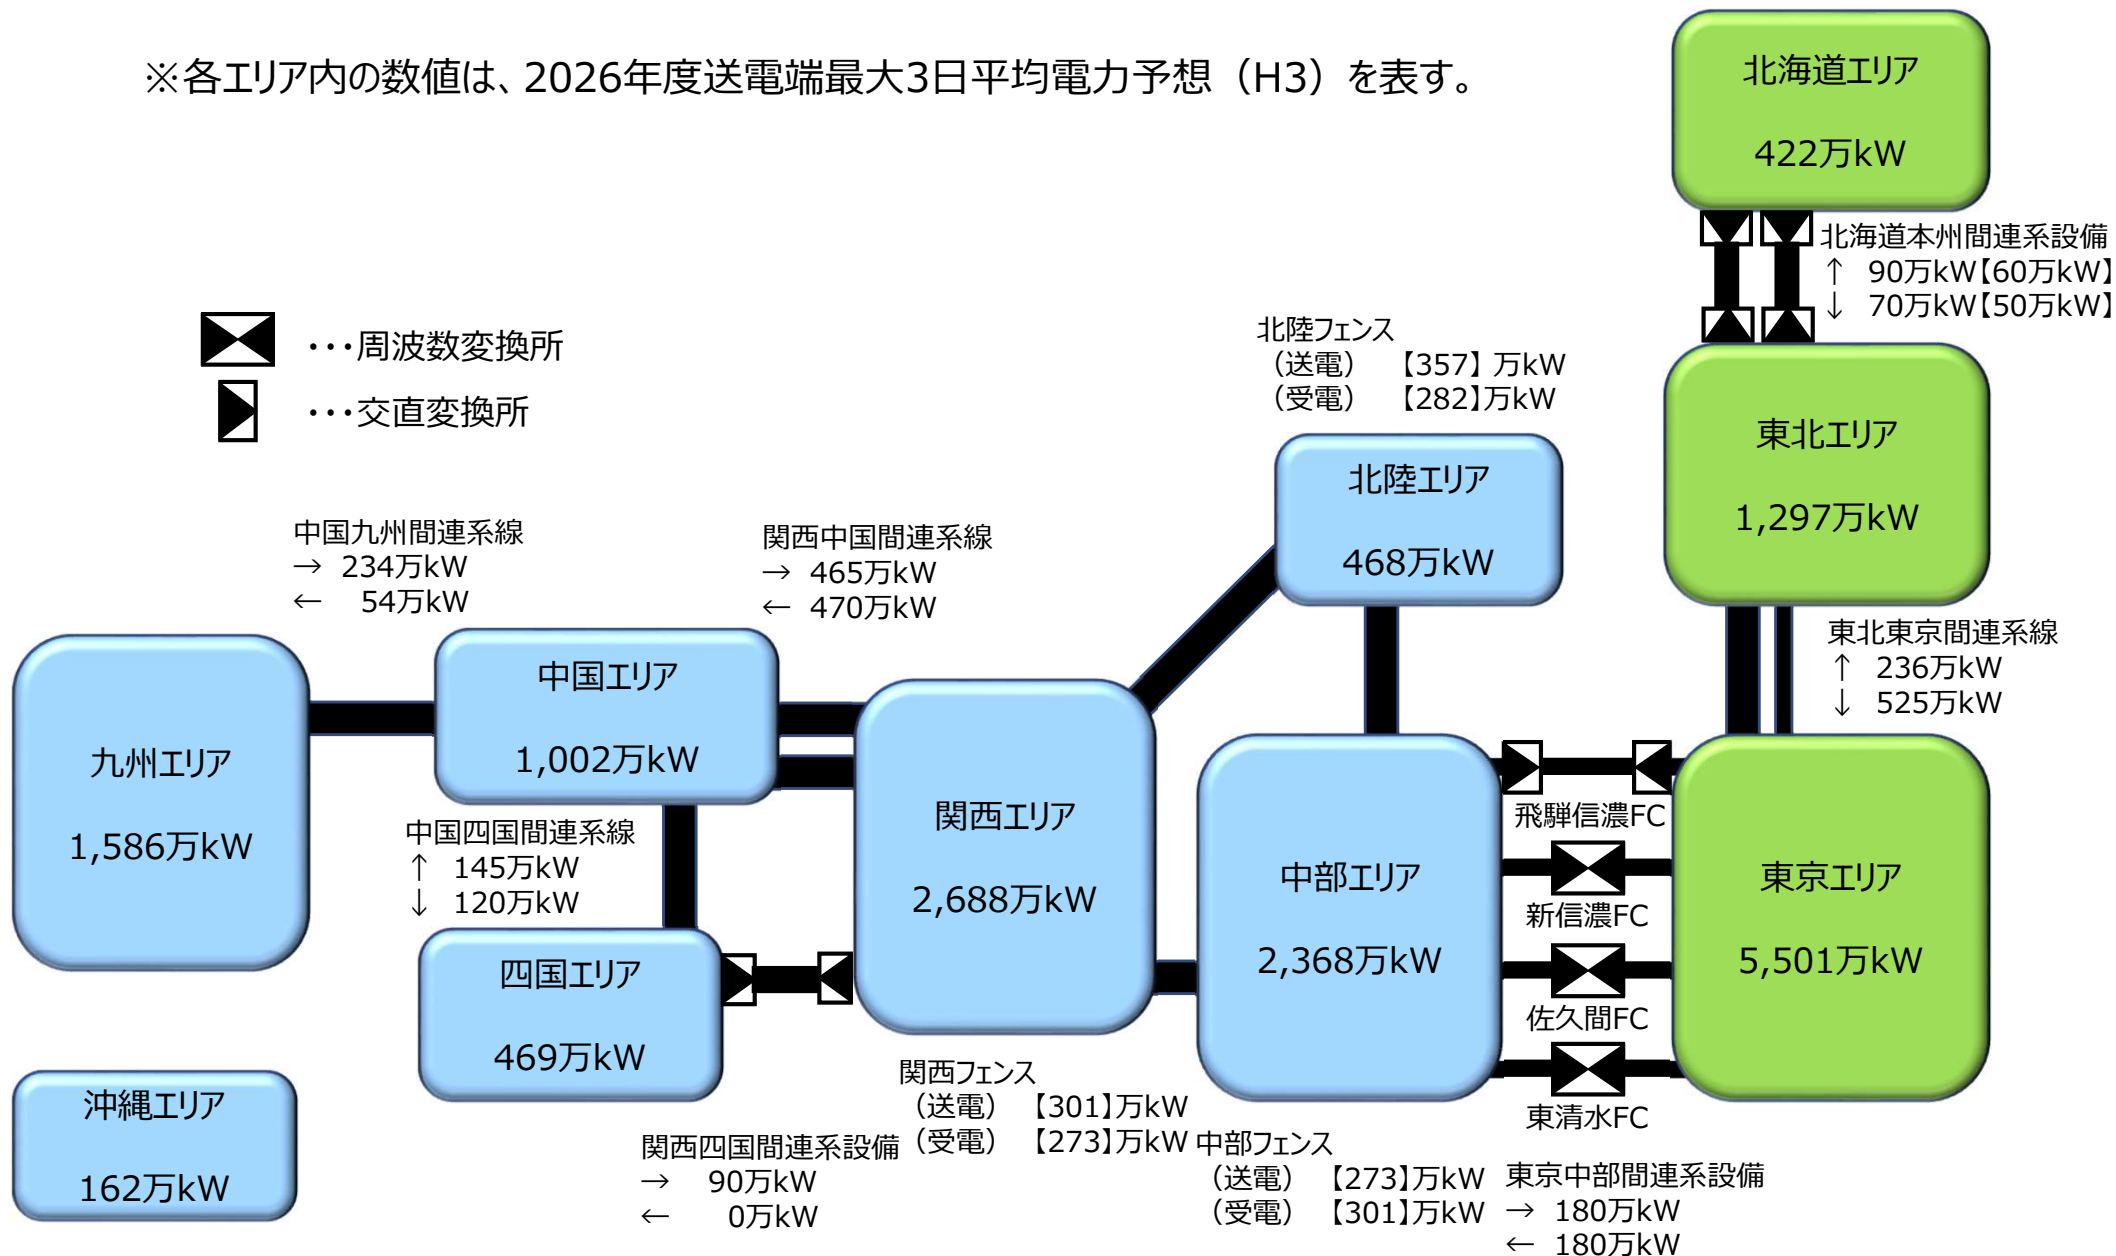 ※各エリア内の数値は、2026年度送電端最大3日平均電力予想（H3）を表す。
北海道エリア
422万kW
北海道本州間連系設備
↑ 90万kW【60万kW】
↓ 70万kW【50万kW】
・・・周波数変換所
・・・交直変換所
北陸フェンス
（送電） 【357】万kW
（受電） 【282】万kW
東北エリア
1,297万kW
北陸エリア
468万kW
中国九州間連系線
→ 234万kW
← 54万kW
関西中国間連系線
→ 465万kW
← 470万kW
東北東京間連系線
↑ 236万kW
↓ 525万kW
九州エリア
1,586万kW
中国エリア
1,002万kW
中国四国間連系線
↑ 145万kW
↓ 120万kW
関西エリア
2,688万kW
中部エリア
2,368万kW
飛騨信濃FC
新信濃FC
佐久間FC
東清水FC
東京エリア
5,501万kW
四国エリア
469万kW
沖縄エリア
162万kW
関西フェンス
（送電） 【301】万kW
（受電） 【273】万kW
関西四国間連系設備
→ 90万kW
← 0万kW
中部フェンス
（送電） 【273】万kW
（受電） 【301】万kW
東京中部間連系設備
→ 180万kW
← 180万kW